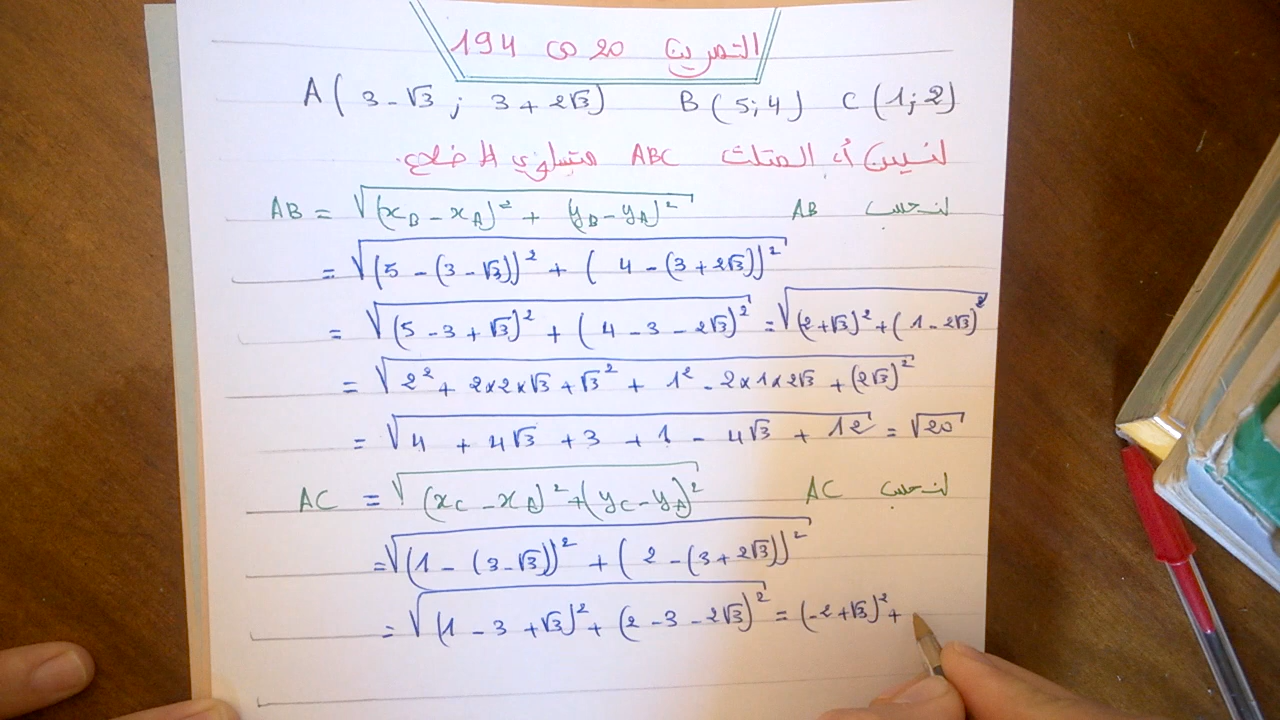 التمرين 20 ص 194
A(3-√3 ; 3+2√3) B(5;4) C(1;2)
لنبين أن المثلث ABC متساوي الأضلاع.
لنحسب AB AB = √((x_B - x_A)² + (y_B - y_A)²)
= √((5 - (3 - √3))² + (4 - (3 + 2√3))²)
= √((5 - 3 + √3)² + (4 - 3 - 2√3)²) = √((2 + √3)² + (1 - 2√3)²)
= √(2² + 2×2×√3 + √3² + 1² - 2×1×2√3 + (2√3)²)
= √(4 + 4√3 + 3 + 1 - 4√3 + 12) = √20
لنحسب AC AC = √((x_C - x_A)² + (y_C - y_A)²)
= √((1 - (3 - √3))² + (2 - (3 + 2√3))²)
= √((1 - 3 + √3)² + (2 - 3 - 2√3)²) = (-2 + √3)² +